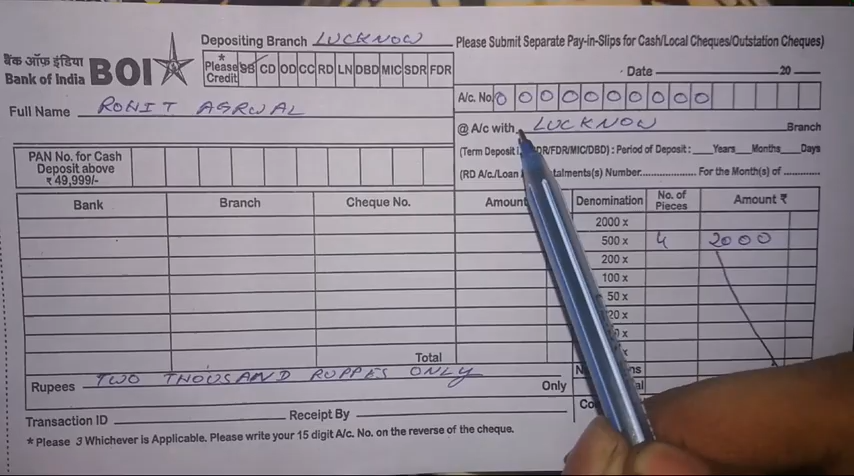 Depositing Branch LUCKNOW Please Submit Separate Pay-in-Slips for Cash/Local Cheques/Outstation Cheques)
बैंक ऑफ़ इंडिया
Bank of India BOI
* Please Credit SB CD OD CC RD LN DBD MIC SDR FDR
Date 20
Full Name ROHIT AGRWAL
A/c. No. 0 0 0 0 0 0 0 0 0 0
@ A/c with LUCKNOW Branch
(Term Deposit DR/FDR/MIC/DBD) : Period of Deposit : Years Months Days
(RD A/c./Loan stalments(s) Number For the Month(s) of
PAN No. for Cash
Deposit above
₹ 49,999/-
Bank Branch Cheque No. Amount Denomination No. of Pieces Amount ₹
2000 x
500 x 4 2000
200 x
100 x
50 x
20 x
Total
Rupees TWO THOUSAND RUPPES ONLY Only
Transaction ID Receipt By
* Please 3 Whichever is Applicable. Please write your 15 digit A/c. No. on the reverse of the cheque.